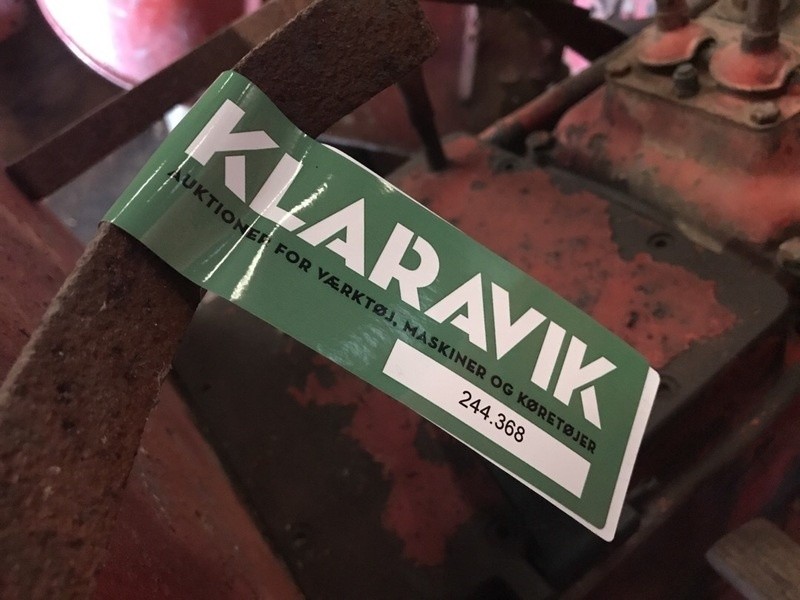 KLARAVIK
AUKTIONER FOR VÆRKTØJ, MASKINER OG KØRETØJER
244.368